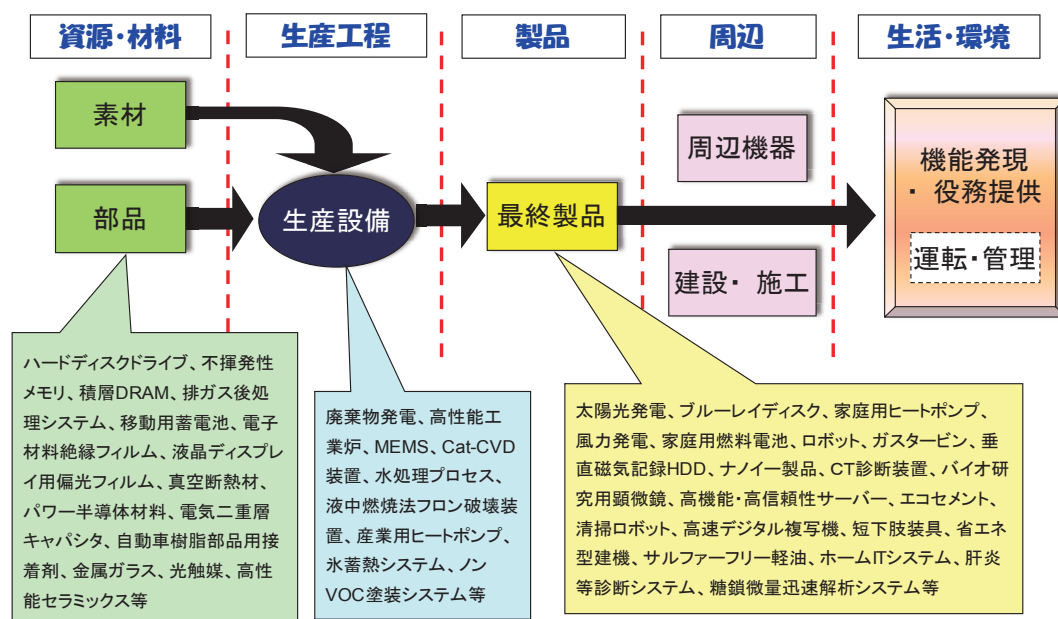 資源・材料
生産工程
製品
周辺
生活・環境
素材
部品
生産設備
最終製品
周辺機器
建設・ 施工
機能発現
・ 役務提供
運転・管理
ハードディスクドライブ、不揮発性
メモリ、積層DRAM、排ガス後処
理システム、移動用蓄電池、電子
材料絶縁フィルム、液晶ディスプレ
イ用偏光フィルム、真空断熱材、
パワー半導体材料、電気二重層
キャパシタ、自動車樹脂部品用接
着剤、金属ガラス、光触媒、高性
能セラミックス等
廃棄物発電、高性能工
業炉、MEMS、Cat-CVD
装置、水処理プロセス、
液中燃焼法フロン破壊装
置、産業用ヒートポンプ、
氷蓄熱システム、ノン
VOC塗装システム等
太陽光発電、ブルーレイディスク、家庭用ヒートポンプ、
風力発電、家庭用燃料電池、ロボット、ガスタービン、垂
直磁気記録HDD、ナノイー製品、CT診断装置、バイオ研
究用顕微鏡、高機能・高信頼性サーバー、エコセメント、
清掃ロボット、高速デジタル複写機、短下肢装具、省エネ
型建機、サルファーフリー軽油、ホームITシステム、肝炎
等診断システム、糖鎖微量迅速解析システム等